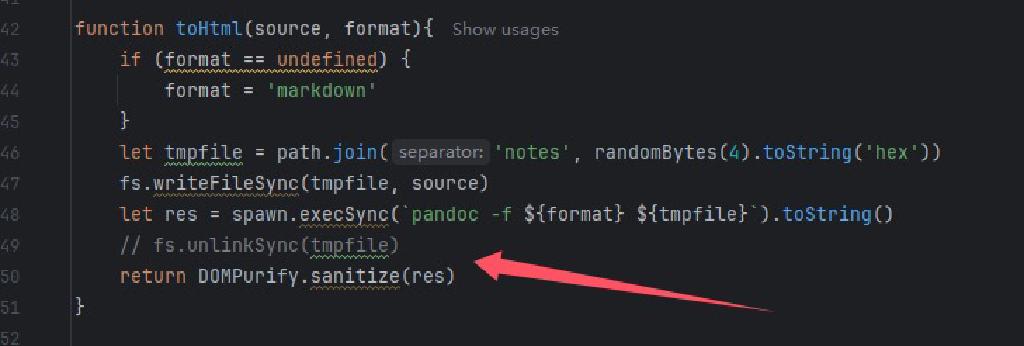 41
42 function toHtml(source, format){ Show usages
43 if (format == undefined) {
44 format = 'markdown'
45 }
46 let tmpfile = path.join( separator: 'notes', randomBytes(4).toString('hex'))
47 fs.writeFileSync(tmpfile, source)
48 let res = spawn.execSync(`pandoc -f ${format} ${tmpfile}`).toString()
49 // fs.unlinkSync(tmpfile)
50 return DOMPurify.sanitize(res)
51 }
52